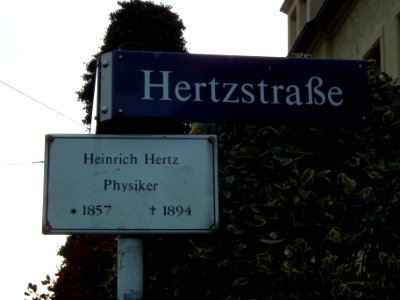 Hertzstraße
Heinrich Hertz
Physiker
* 1857 † 1894